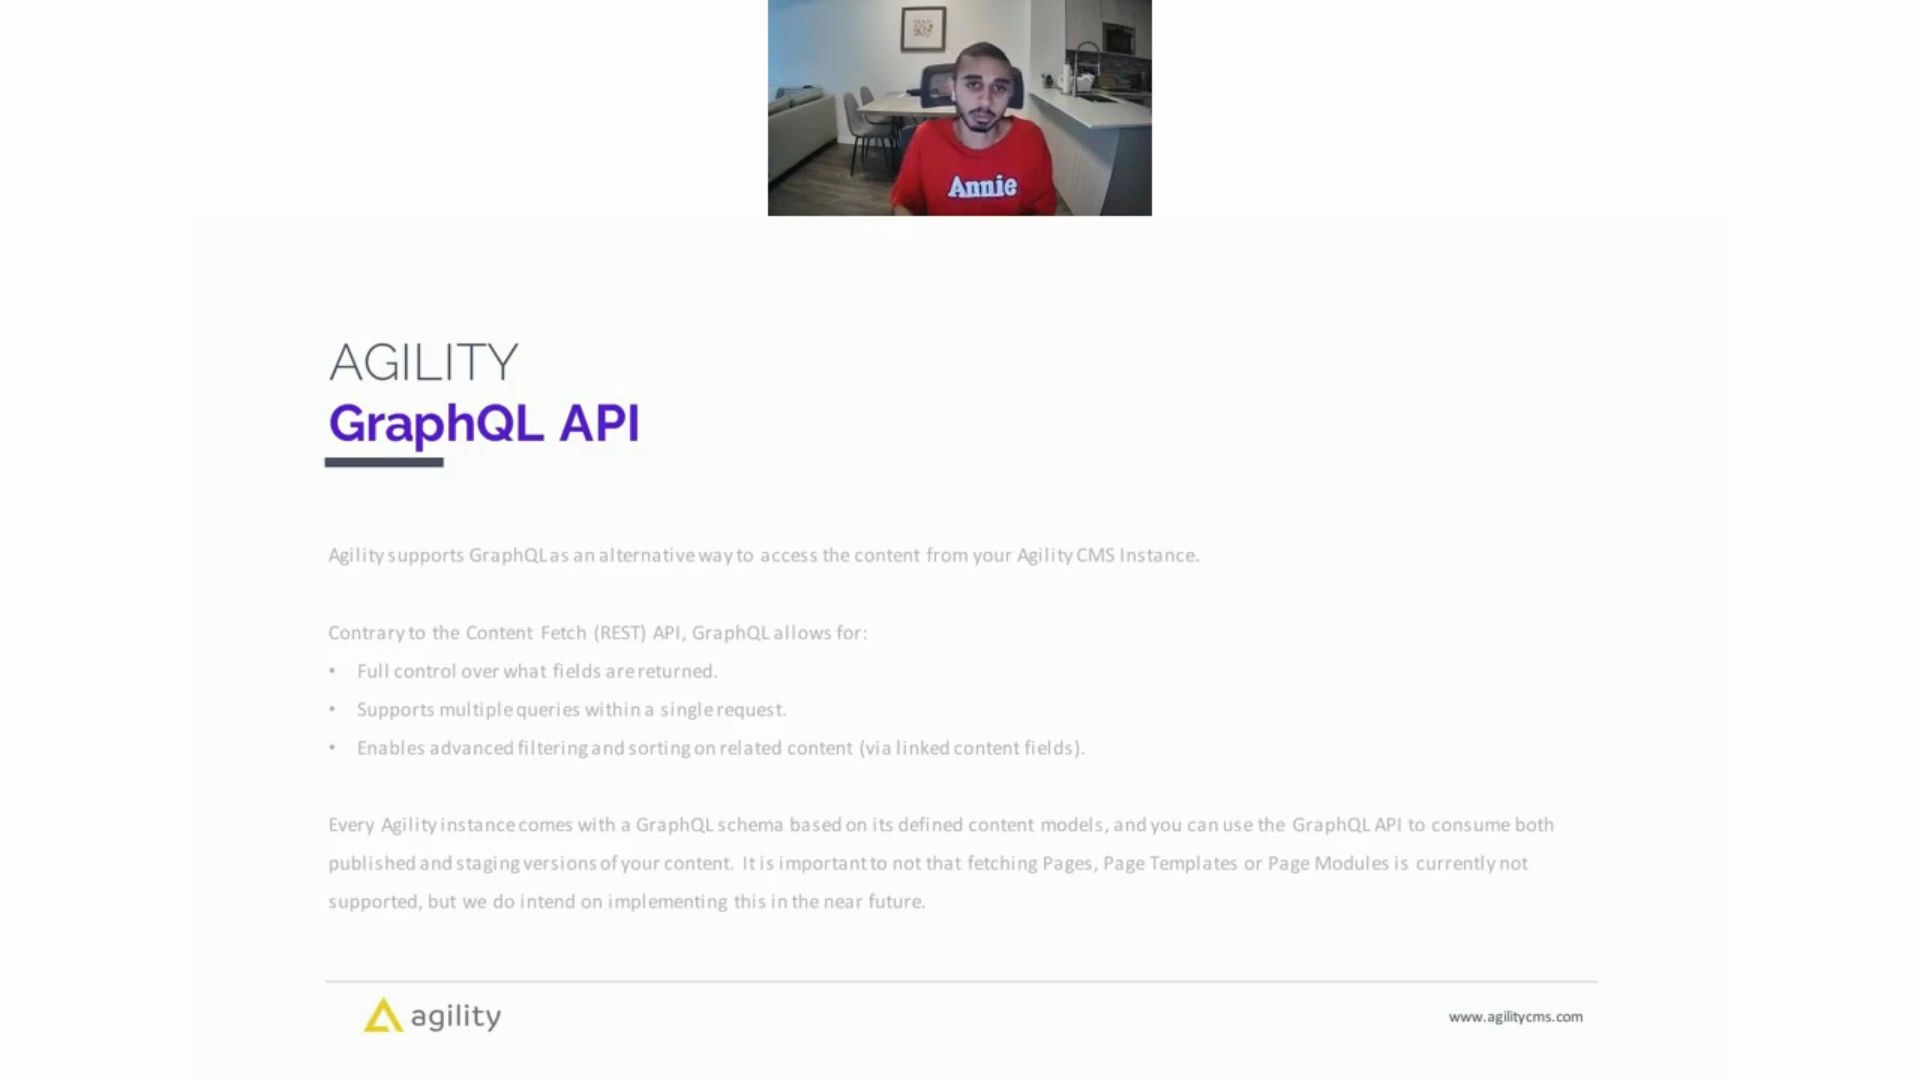 Annie
AGILITY
GraphQL API
Agility supports GraphQL as an alternative way to access the content from your Agility CMS Instance.
Contrary to the Content Fetch (REST) API, GraphQL allows for:
• Full control over what fields are returned.
• Supports multiple queries within a single request.
• Enables advanced filtering and sorting on related content (via linked content fields).
Every Agility instance comes with a GraphQL schema based on its defined content models, and you can use the GraphQL API to consume both
published and staging versions of your content. It is important to not that fetching Pages, Page Templates or Page Modules is currently not
supported, but we do intend on implementing this in the near future.
agility
www.agilitycms.com